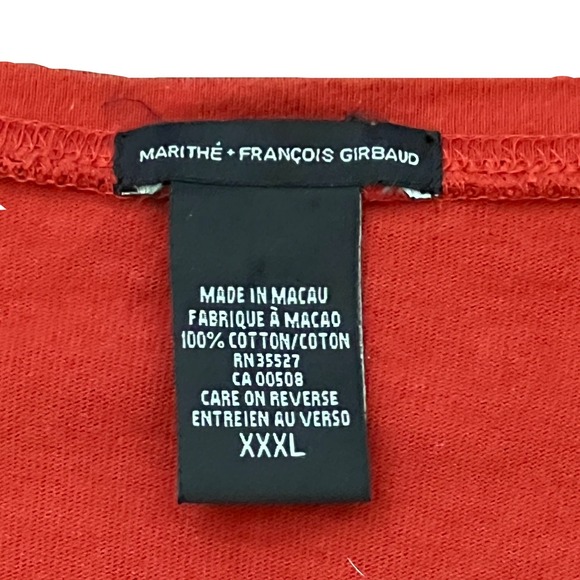 MARITHÉ + FRANÇOIS GIRBAUD
MADE IN MACAU
FABRIQUE À MACAO
100% COTTON/COTON
RN35527
CA 00508
CARE ON REVERSE
ENTREIEN AU VERSO
XXXL